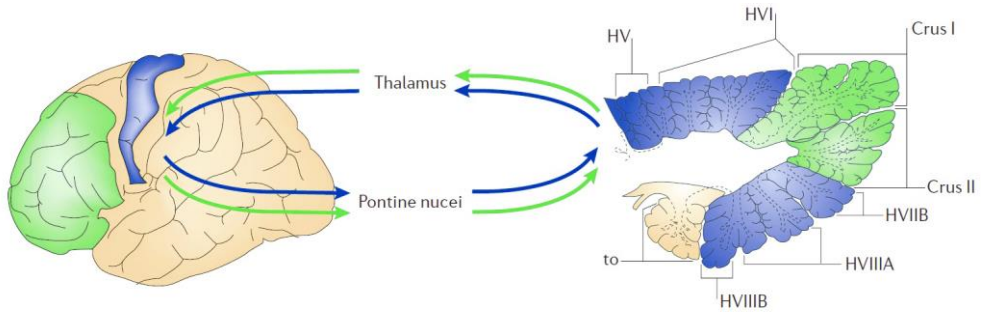 HVI
Crus I
HV
Thalamus
Pontine nucei
Crus II
HVIIB
to
HVIIIA
HVIIIB